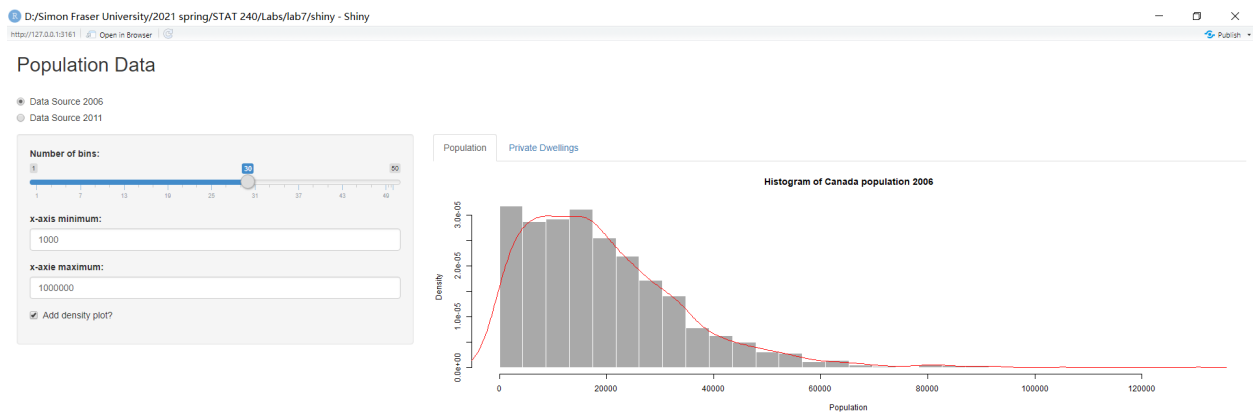 D:/Simon Fraser University/2021 spring/STAT 240/Labs/lab7/shiny - Shiny
http://127.0.0.1:3161 Open in Browser Publish
Population Data
Data Source 2006
Data Source 2011
Number of bins:
1 30 50
1 7 13 19 25 31 37 43 49
x-axis minimum:
1000
x-axie maximum:
1000000
Add density plot?
Population Private Dwellings
Histogram of Canada population 2006
Density
0.0e+00 1.0e-05 2.0e-05 3.0e-05
0 20000 40000 60000 80000 100000 120000
Population